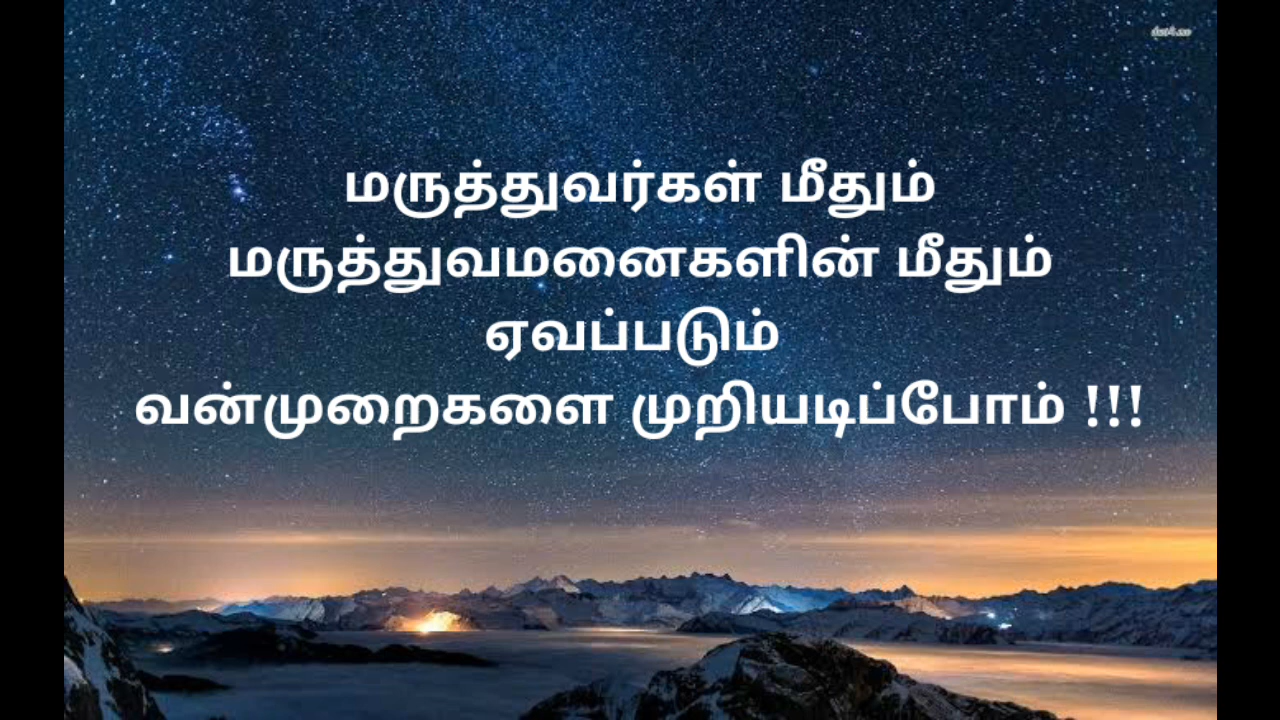 மருத்துவர்கள் மீதும்
மருத்துவமனைகளின் மீதும்
ஏவப்படும்
வன்முறைகளை முறியடிப்போம் !!!